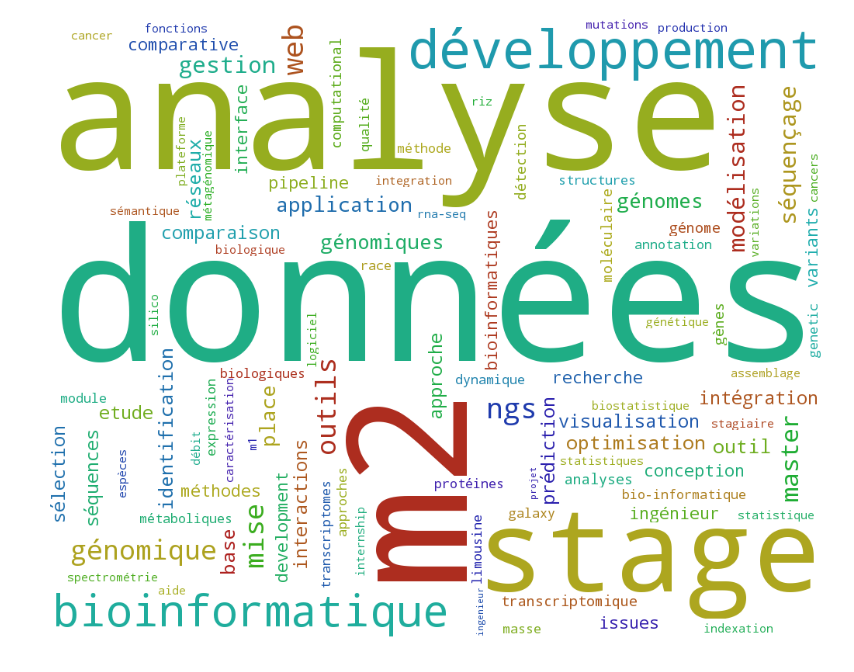 cancer
fonctions
comparative
gestion
web
développement
mutations
production
analyse
computational
qualité
riz
interface
plateforme
réseaux
métagénomique
méthode
détection
modélisation
séquençage
cancers
pipeline
integration
structures
sémantique
application
rna-seq
moléculaire
génomes
variations
variants
comparaison
biologique
génomiques
bioinformatiques
génome
annotation
race
données
silico
logiciel
génétique
gènes
genetic
module
etude
identification
biologiques
place
outils
approche
dynamique
recherche
assemblage
m2
ngs
biostatistique
intégration
visualisation
stagiaire
sélection
séquences
espèces
débit
expression
caractérisation
m1
interactions
optimisation
outil
master
prédiction
statistiques
analyses
conception
projet
protéines
bio-informatique
méthodes
métaboliques
development
transcriptomes
approches
internship
galaxy
ingénieur
statistique
génomique
base
mise
limousine
stage
spectrométrie
aide
ingenieur
bioinformatique
transcriptomique
masse
issues
indexation